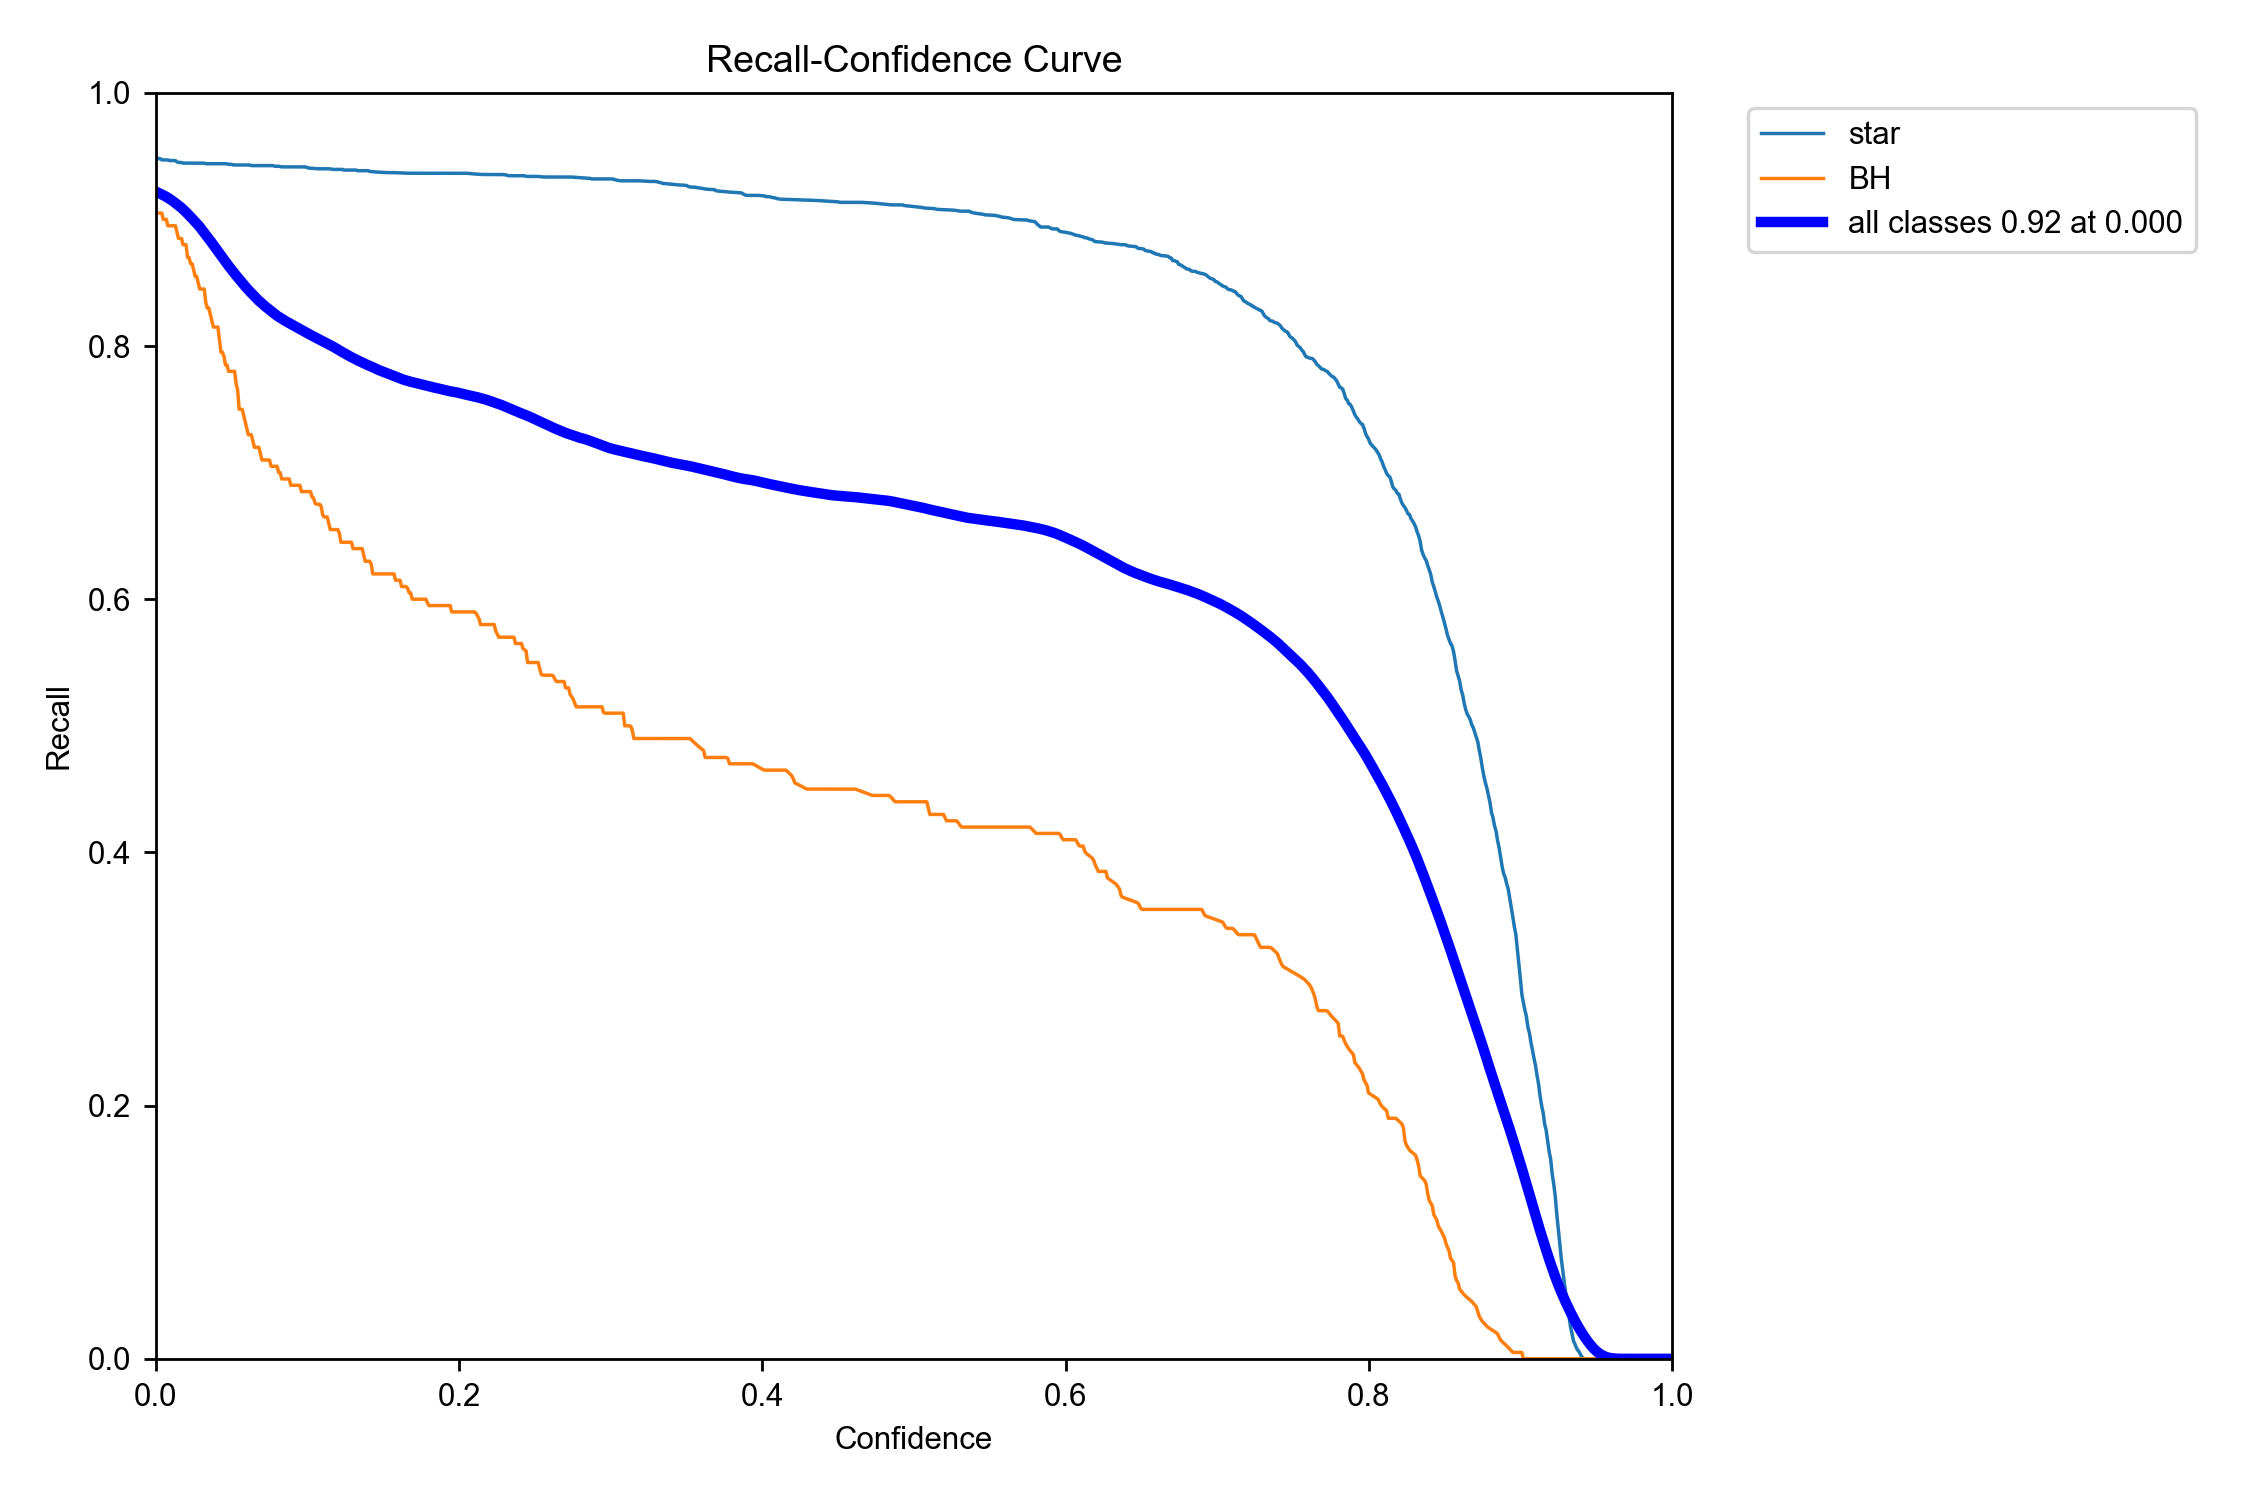 Recall-Confidence Curve
1.0
0.8
0.6
0.4
0.2
0.0
Recall
0.0 0.2 0.4 0.6 0.8 1.0
Confidence
star
BH
all classes 0.92 at 0.000